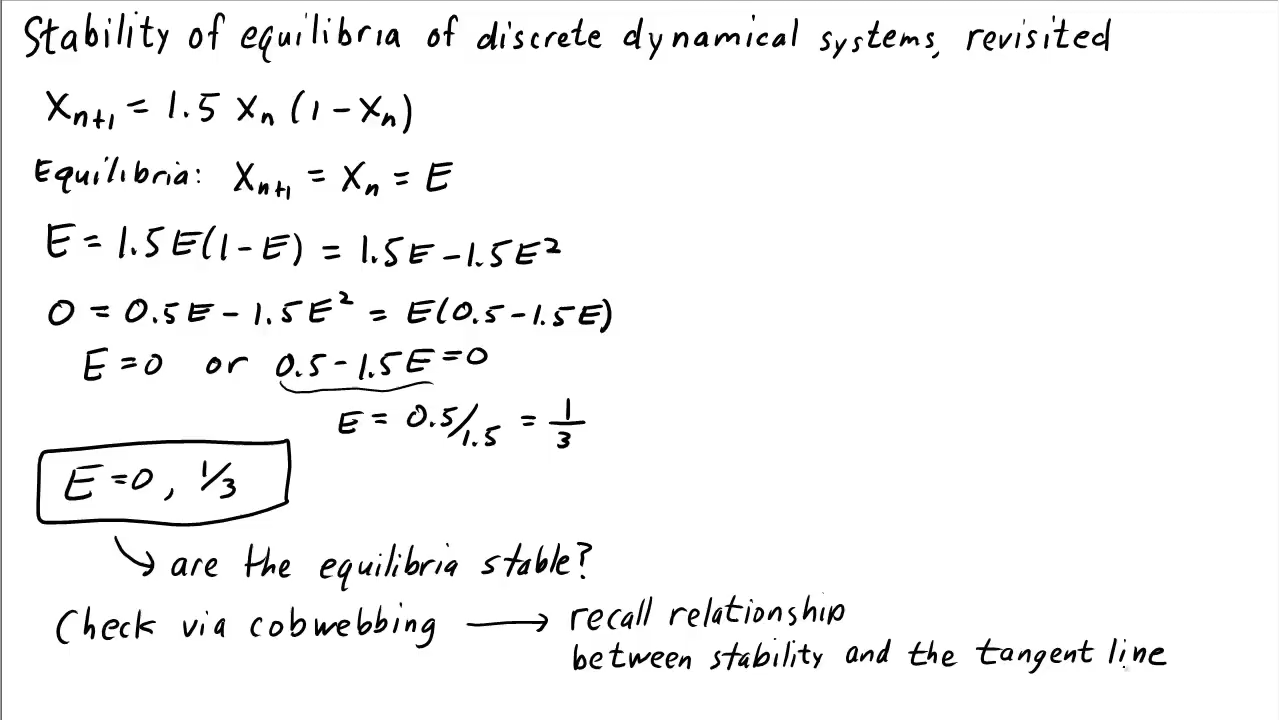 Stability of equilibria of discrete dynamical systems, revisited
Xₙ₊₁ = 1.5 Xₙ (1 - Xₙ)
Equilibria: Xₙ₊₁ = Xₙ = E
E = 1.5E(1 - E) = 1.5E - 1.5E²
0 = 0.5E - 1.5E² = E(0.5 - 1.5E)
E = 0 or 0.5 - 1.5E = 0
E = 0.5/1.5 = 1/3
E = 0, 1/3
↘ are the equilibria stable?
Check via cobwebbing ⟶ recall relationship
between stability and the tangent line